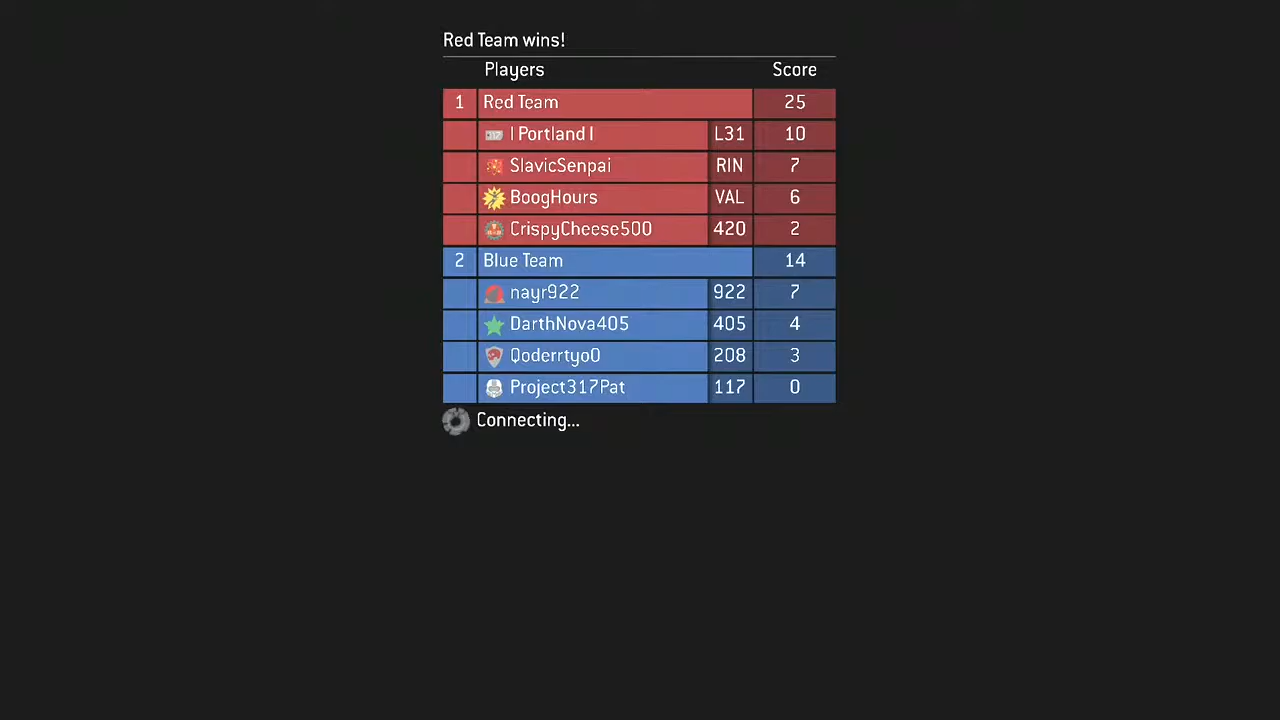 Red Team wins!
Players Score
1 Red Team 25
I Portland I L31 10
SlavicSenpai RIN 7
BoogHours VAL 6
CrispyCheese500 420 2
2 Blue Team 14
nayr922 922 7
DarthNova405 405 4
Qoderrtyo0 208 3
Project317Pat 117 0
Connecting...